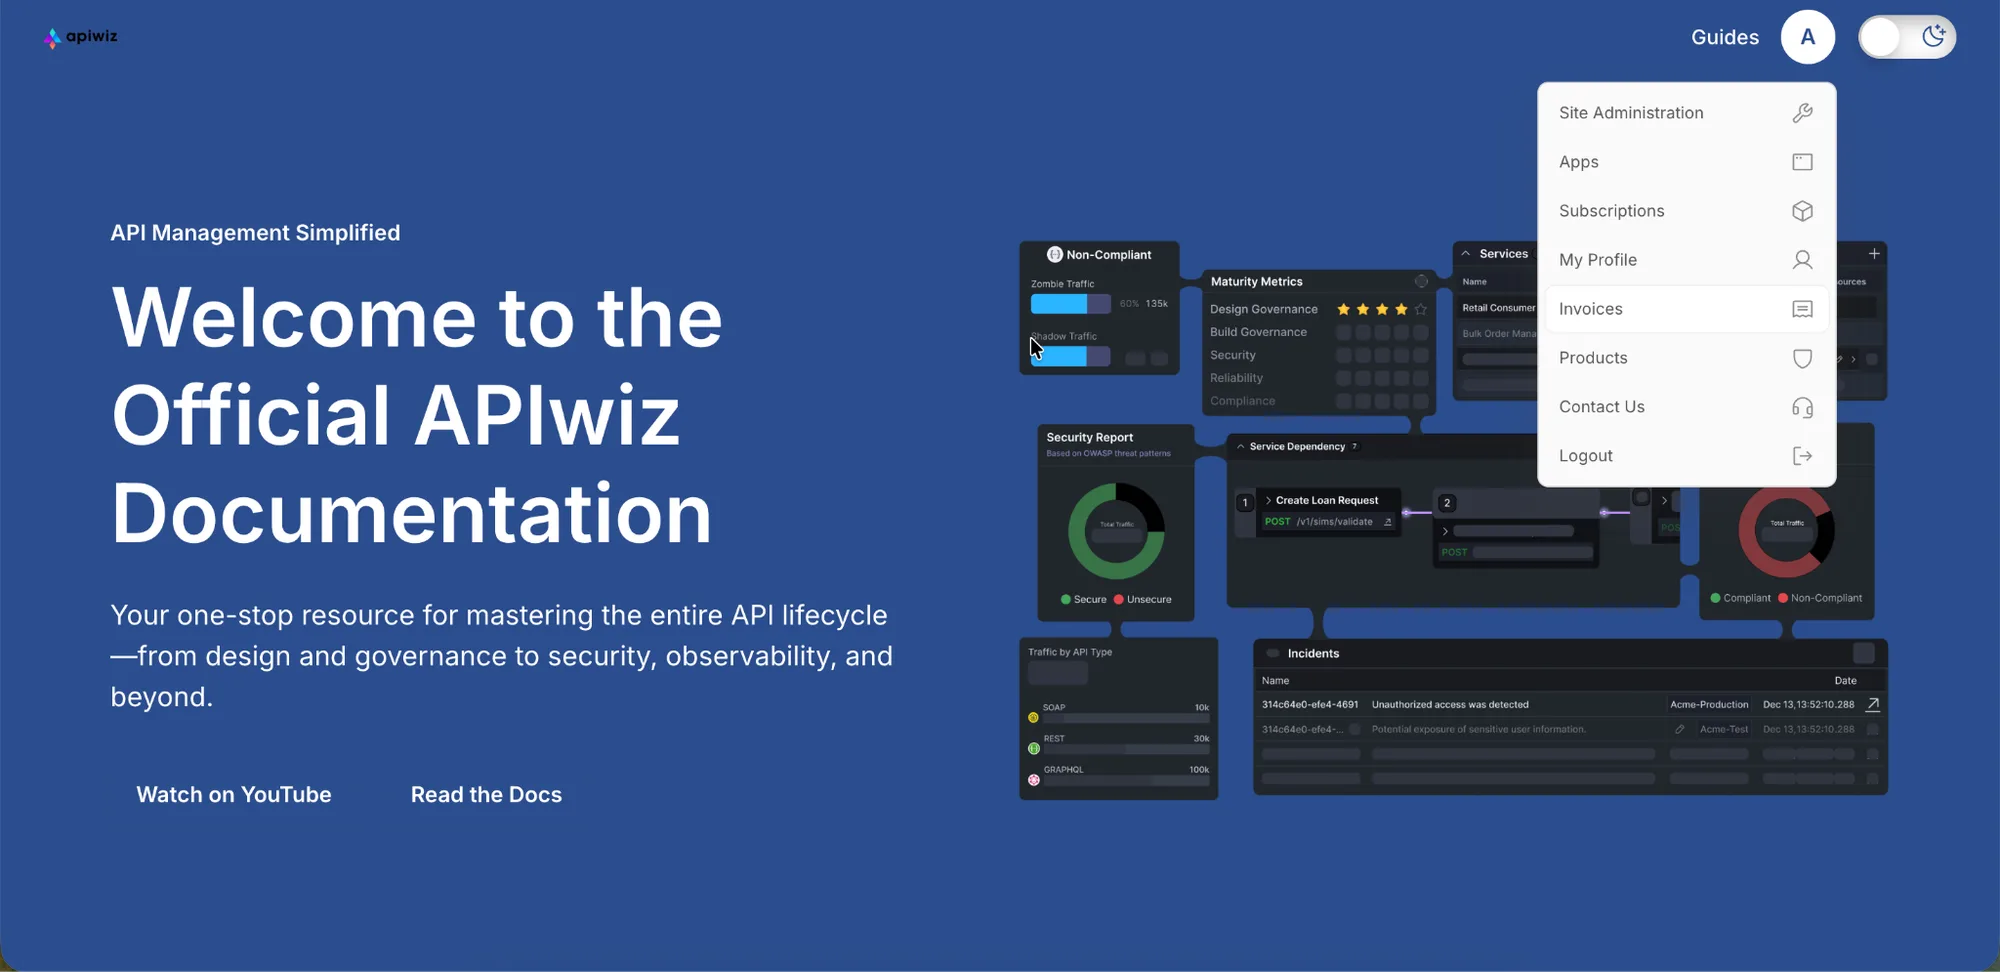 apiwiz
Guides
A
Site Administration
Apps
Subscriptions
My Profile
Invoices
Products
Contact Us
Logout
API Management Simplified
Welcome to the
Official APIwiz
Documentation
Your one-stop resource for mastering the entire API lifecycle
—from design and governance to security, observability, and
beyond.
Watch on YouTube
Read the Docs
Non-Compliant
Zombie Traffic
60% 135k
Shadow Traffic
Maturity Metrics
Design Governance
Build Governance
Security
Reliability
Compliance
Services
Name
Retail Consumer
Bulk Order Mana
Security Report
Based on OWASP threat patterns
Total Traffic
Secure Unsecure
Service Dependency 7
1
Create Loan Request
POST /v1/sims/validate
2
POST
POS
Total Traffic
Compliant Non-Compliant
Traffic by API Type
SOAP 10k
REST 30k
GRAPHQL 100k
Incidents
Name Date
314c64e0-efe4-4691 Unauthorized access was detected Acme-Production Dec 13,13:52:10.288
314c64e0-efe4-... Potential exposure of sensitive user information. Acme-Test Dec 13,13:52:10.288